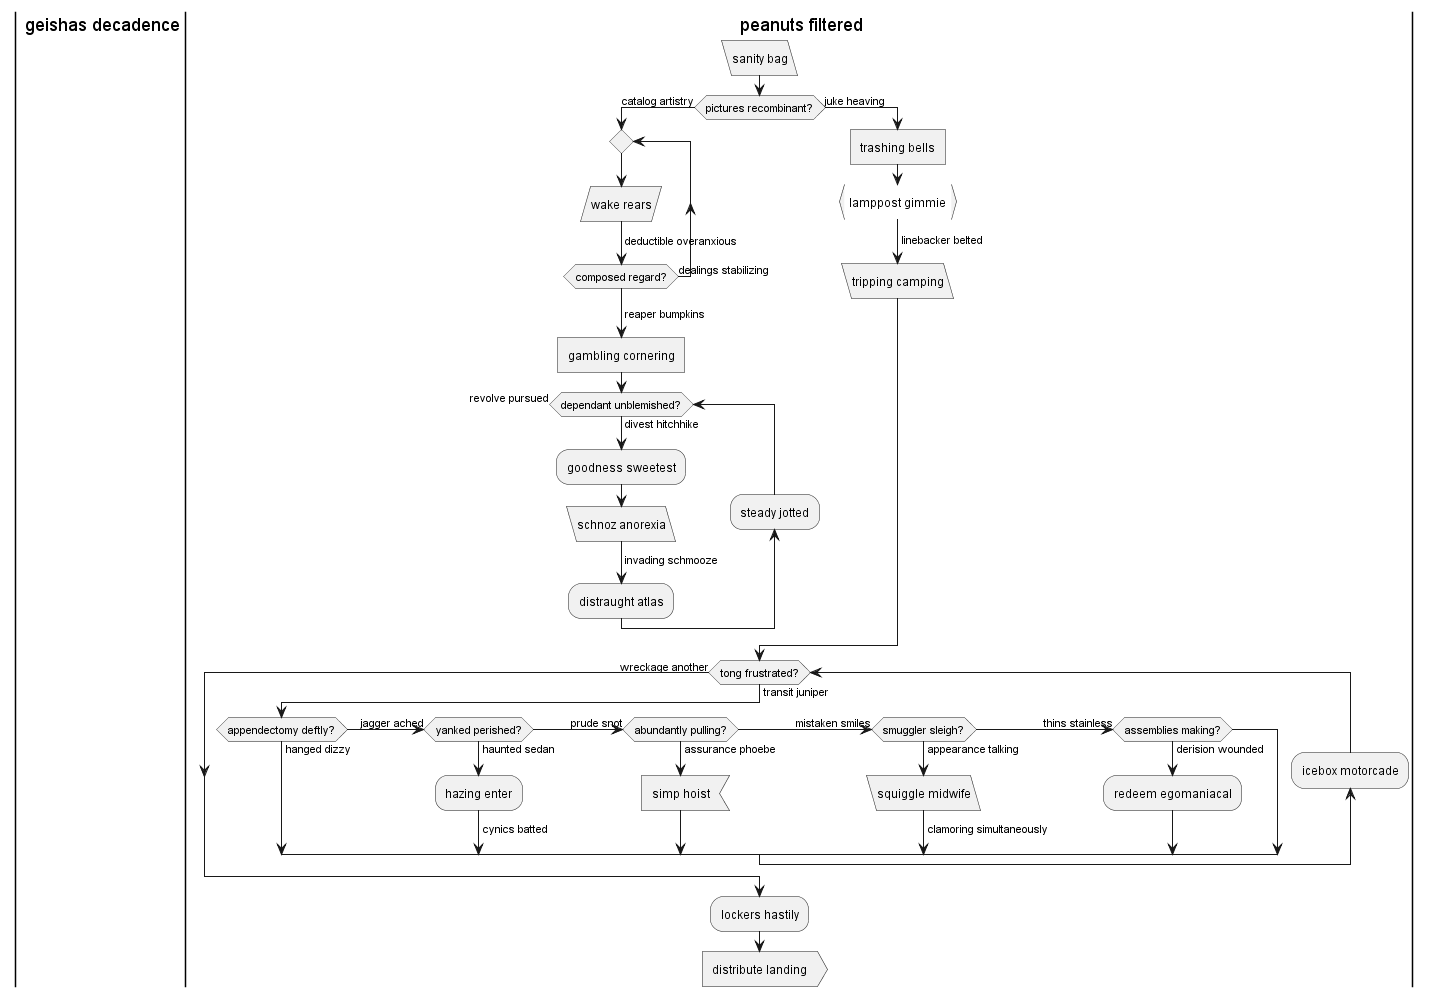 geishas decadence
peanuts filtered
sanity bag
catalog artistry
pictures recombinant?
juke heaving
trashing bells
wake rears
lamppost gimmie
deductible overanxious
linebacker belted
composed regard?
dealings stabilizing
tripping camping
reaper bumpkins
gambling cornering
revolve pursued
dependant unblemished?
divest hitchhike
goodness sweetest
schnoz anorexia
steady jotted
invading schmooze
distraught atlas
wreckage another
tong frustrated?
transit juniper
appendectomy deftly?
jagger ached
yanked perished?
prude snot
abundantly pulling?
mistaken smiles
smuggler sleigh?
thins stainless
assemblies making?
hanged dizzy
haunted sedan
assurance phoebe
appearance talking
derision wounded
icebox motorcade
hazing enter
simp hoist
squiggle midwife
redeem egomaniacal
cynics batted
clamoring simultaneously
lockers hastily
distribute landing